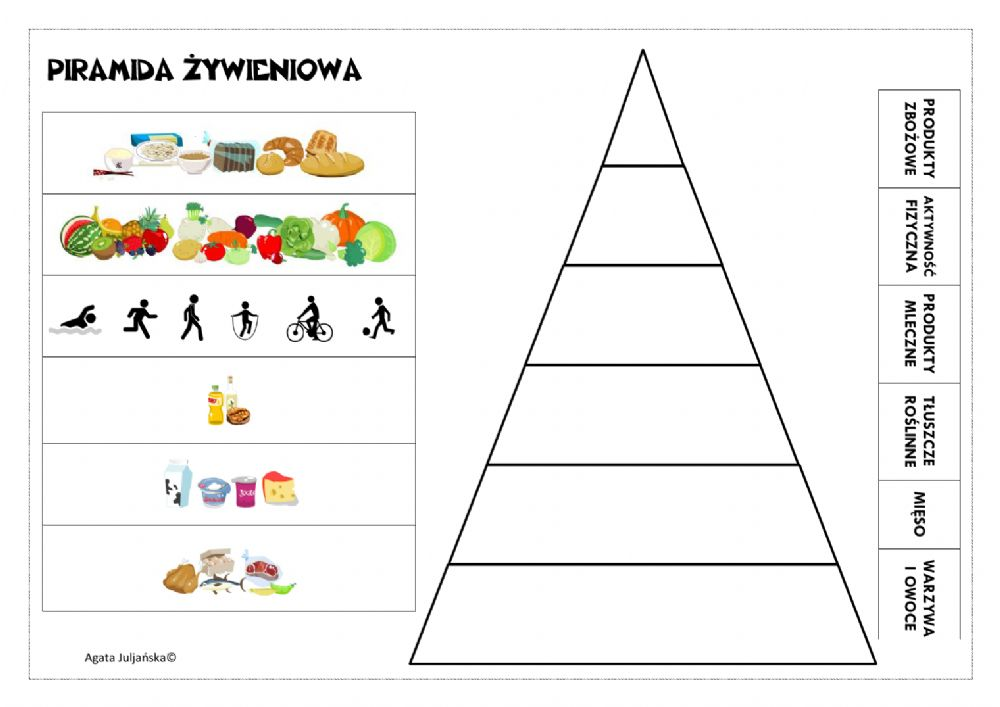 PIRAMIDA ŻYWIENIOWA
PRODUKTY
ZBOŻOWE
AKTYWNOŚĆ
FIZYCZNA
PRODUKTY
MLECZNE
TŁUSZCZE
ROŚLINNE
MIĘSO
WARZYWA
I OWOCE
Agata Juljańska©